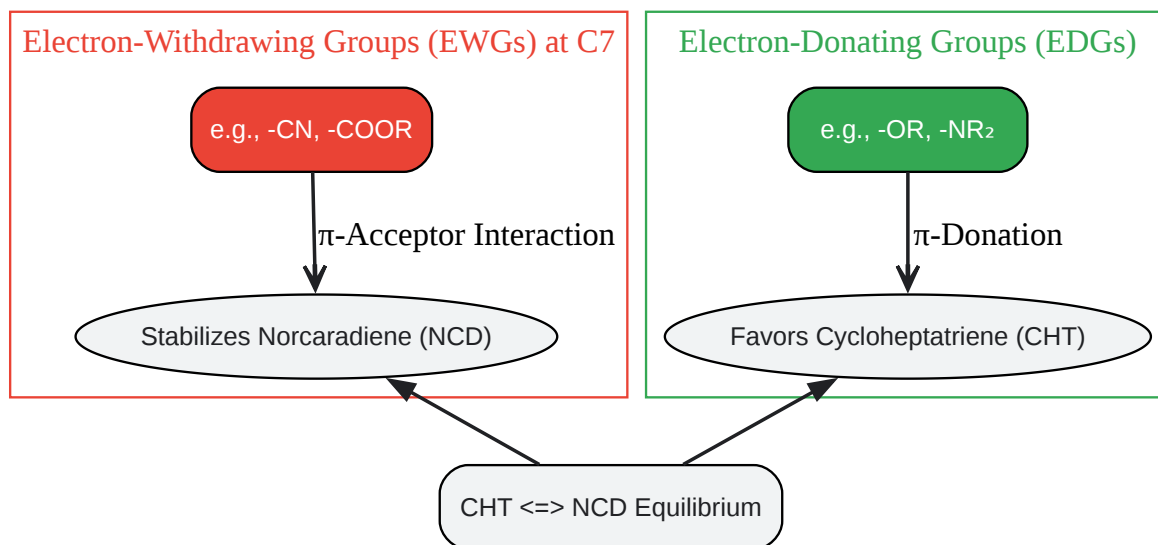 Electron-Withdrawing Groups (EWGs) at C7
e.g., -CN, -COOR
π-Acceptor Interaction
Stabilizes Norcaradiene (NCD)
Electron-Donating Groups (EDGs)
e.g., -OR, -NR₂
π-Donation
Favors Cycloheptatriene (CHT)
CHT <=> NCD Equilibrium